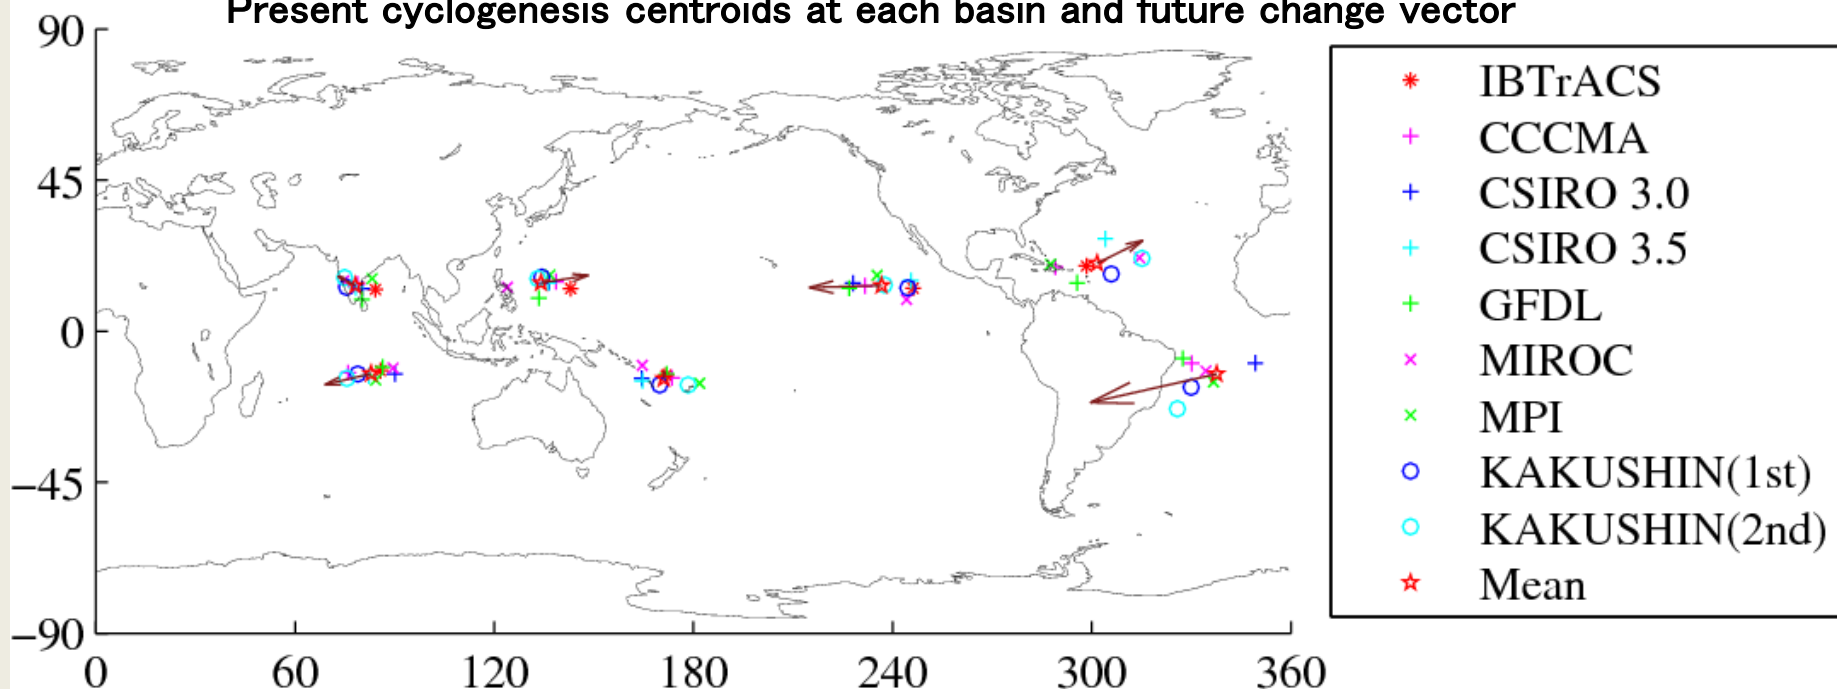 Present cyclogenesis centroids at each basin and future change vector
90
45
0
−45
−90
0 60 120 180 240 300 360
IBTrACS
CCCMA
CSIRO 3.0
CSIRO 3.5
GFDL
MIROC
MPI
KAKUSHIN(1st)
KAKUSHIN(2nd)
Mean